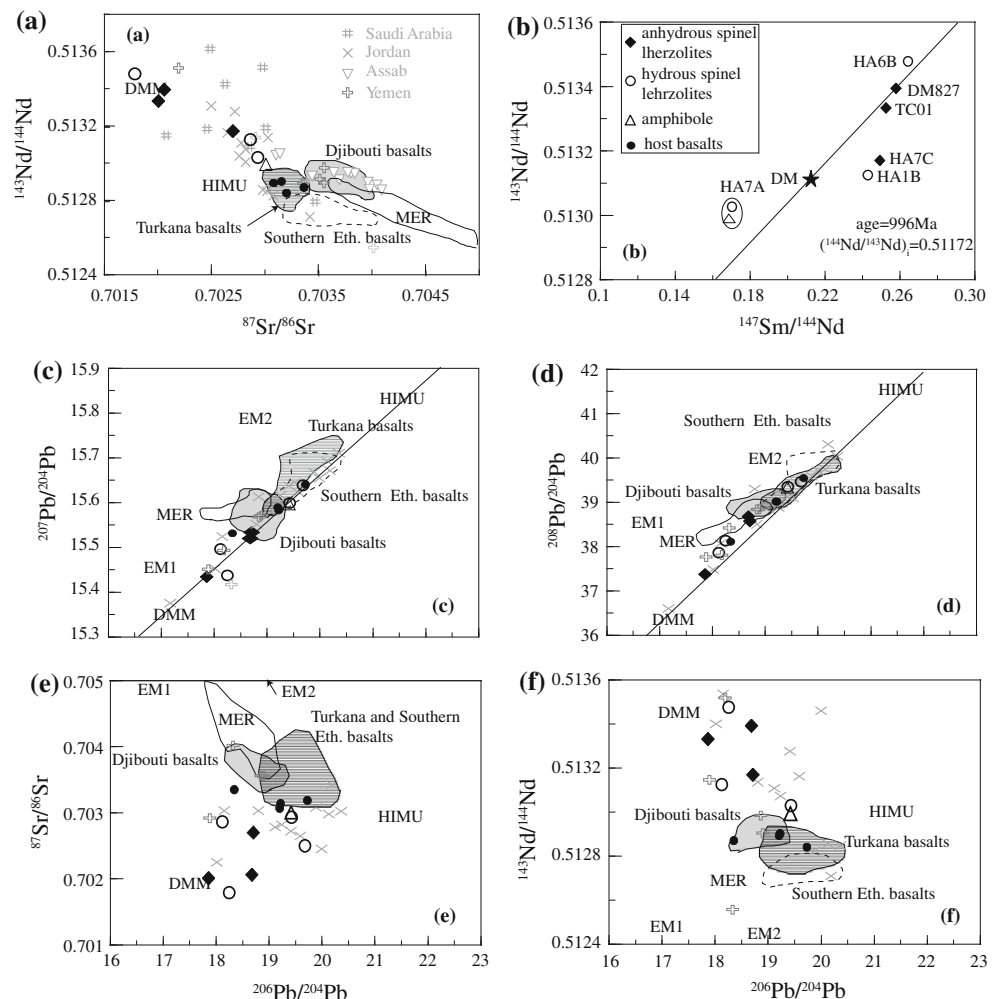 (a)
(a)
# Saudi Arabia
Jordan
Assab
Yemen
DMM
HIMU
Djibouti basalts
Turkana basalts
MER
Southern Eth. basalts
0.5136
0.5132
0.5128
0.5124
¹⁴³Nd/¹⁴⁴Nd
0.7015 0.7025 0.7035 0.7045
⁸⁷Sr/⁸⁶Sr
(b)
anhydrous spinel
lherzolites
hydrous spinel
lehrzolites
amphibole
host basalts
HA6B
DM827
TC01
HA7C
HA1B
HA7A
DM
age=996Ma
(¹⁴⁴Nd/¹⁴³Nd)ᵢ=0.51172
(b)
0.5136
0.5134
0.5132
0.5130
0.5128
¹⁴³Nd/¹⁴⁴Nd
0.1 0.14 0.18 0.22 0.26 0.30
¹⁴⁷Sm/¹⁴⁴Nd
(c)
15.9
15.8
15.7
15.6
15.5
15.4
15.3
²⁰⁷Pb/²⁰⁴Pb
HIMU
EM2
Turkana basalts
Southern Eth. basalts
MER
Djibouti basalts
EM1
DMM
(c)
(d)
42
41
40
39
38
37
36
²⁰⁸Pb/²⁰⁴Pb
HIMU
Southern Eth. basalts
EM2
Djibouti basalts
Turkana basalts
EM1
MER
DMM
(d)
(e)
0.705
0.704
0.703
0.702
0.701
⁸⁷Sr/⁸⁶Sr
EM1
EM2
MER
Turkana and Southern
Eth. basalts
Djibouti basalts
HIMU
DMM
(e)
16 17 18 19 20 21 22 23
²⁰⁶Pb/²⁰⁴Pb
(f)
0.5136
0.5132
0.5128
0.5124
¹⁴³Nd/¹⁴⁴Nd
DMM
Djibouti basalts
HIMU
Turkana basalts
MER
Southern Eth. basalts
EM1
EM2
(f)
16 17 18 19 20 21 22 23
²⁰⁶Pb/²⁰⁴Pb